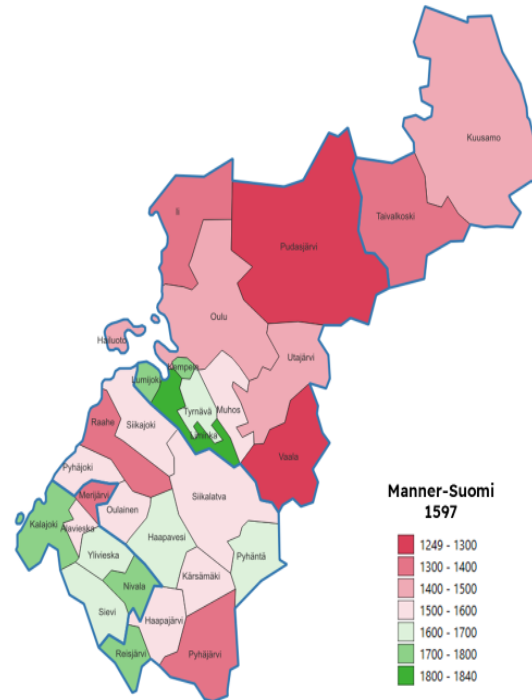 Kuusamo
Ii
Taivalkoski
Pudasjärvi
Oulu
Hailuoto
Utajärvi
Kempele
Lumijoki
Tyrnävä
Muhos
Liminka
Siikajoki
Raahe
Vaala
Pyhäjoki
Merijärvi
Siikalatva
Oulainen
Kalajoki
Alavieska
Haapavesi
Ylivieska
Pyhäntä
Kärsämäki
Nivala
Sievi
Haapajärvi
Reisjärvi
Pyhäjärvi
Manner-Suomi
1597
1249 - 1300
1300 - 1400
1400 - 1500
1500 - 1600
1600 - 1700
1700 - 1800
1800 - 1840